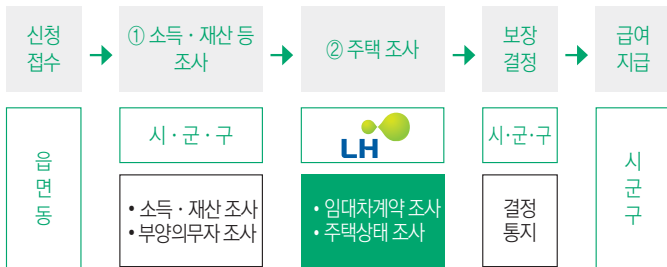 신청
접수
① 소득 · 재산 등
조사
② 주택 조사
보장
결정
급여
지급
읍
면
동
시 · 군 · 구
LH
시·군·구
시
군
구
• 소득 · 재산 조사
• 부양의무자 조사
• 임대차계약 조사
• 주택상태 조사
결정
통지